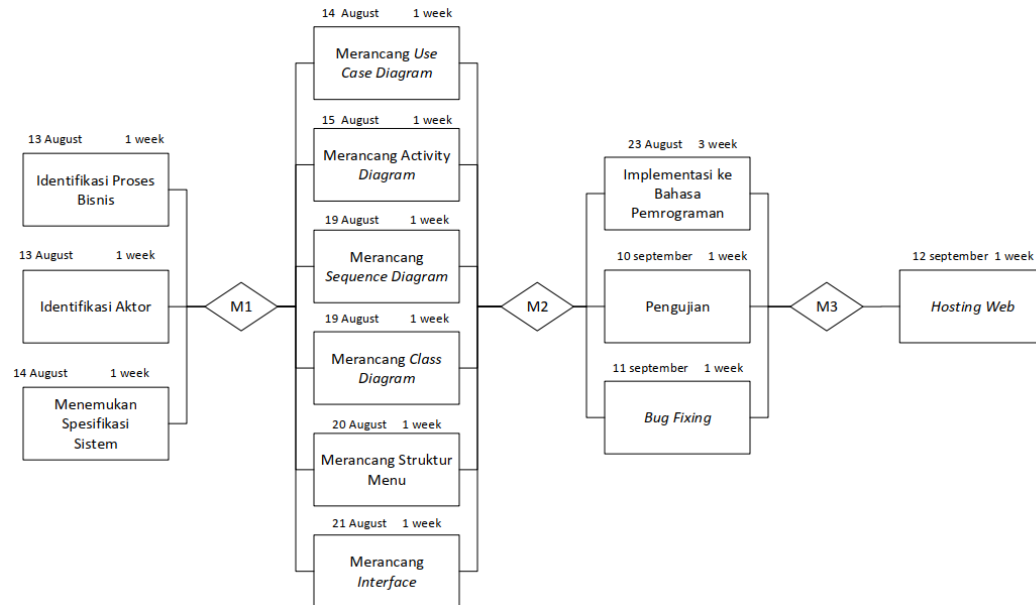 13 August 1 week
Identifikasi Proses
Bisnis
13 August 1 week
Identifikasi Aktor
14 August 1 week
Menemukan
Spesifikasi
Sistem
M1
14 August 1 week
Merancang Use
Case Diagram
15 August 1 week
Merancang Activity
Diagram
19 August 1 week
Merancang
Sequence Diagram
19 August 1 week
Merancang Class
Diagram
20 August 1 week
Merancang Struktur
Menu
21 August 1 week
Merancang
Interface
M2
23 August 3 week
Implementasi ke
Bahasa
Pemrograman
10 september 1 week
Pengujian
11 september 1 week
Bug Fixing
M3
12 september 1 week
Hosting Web